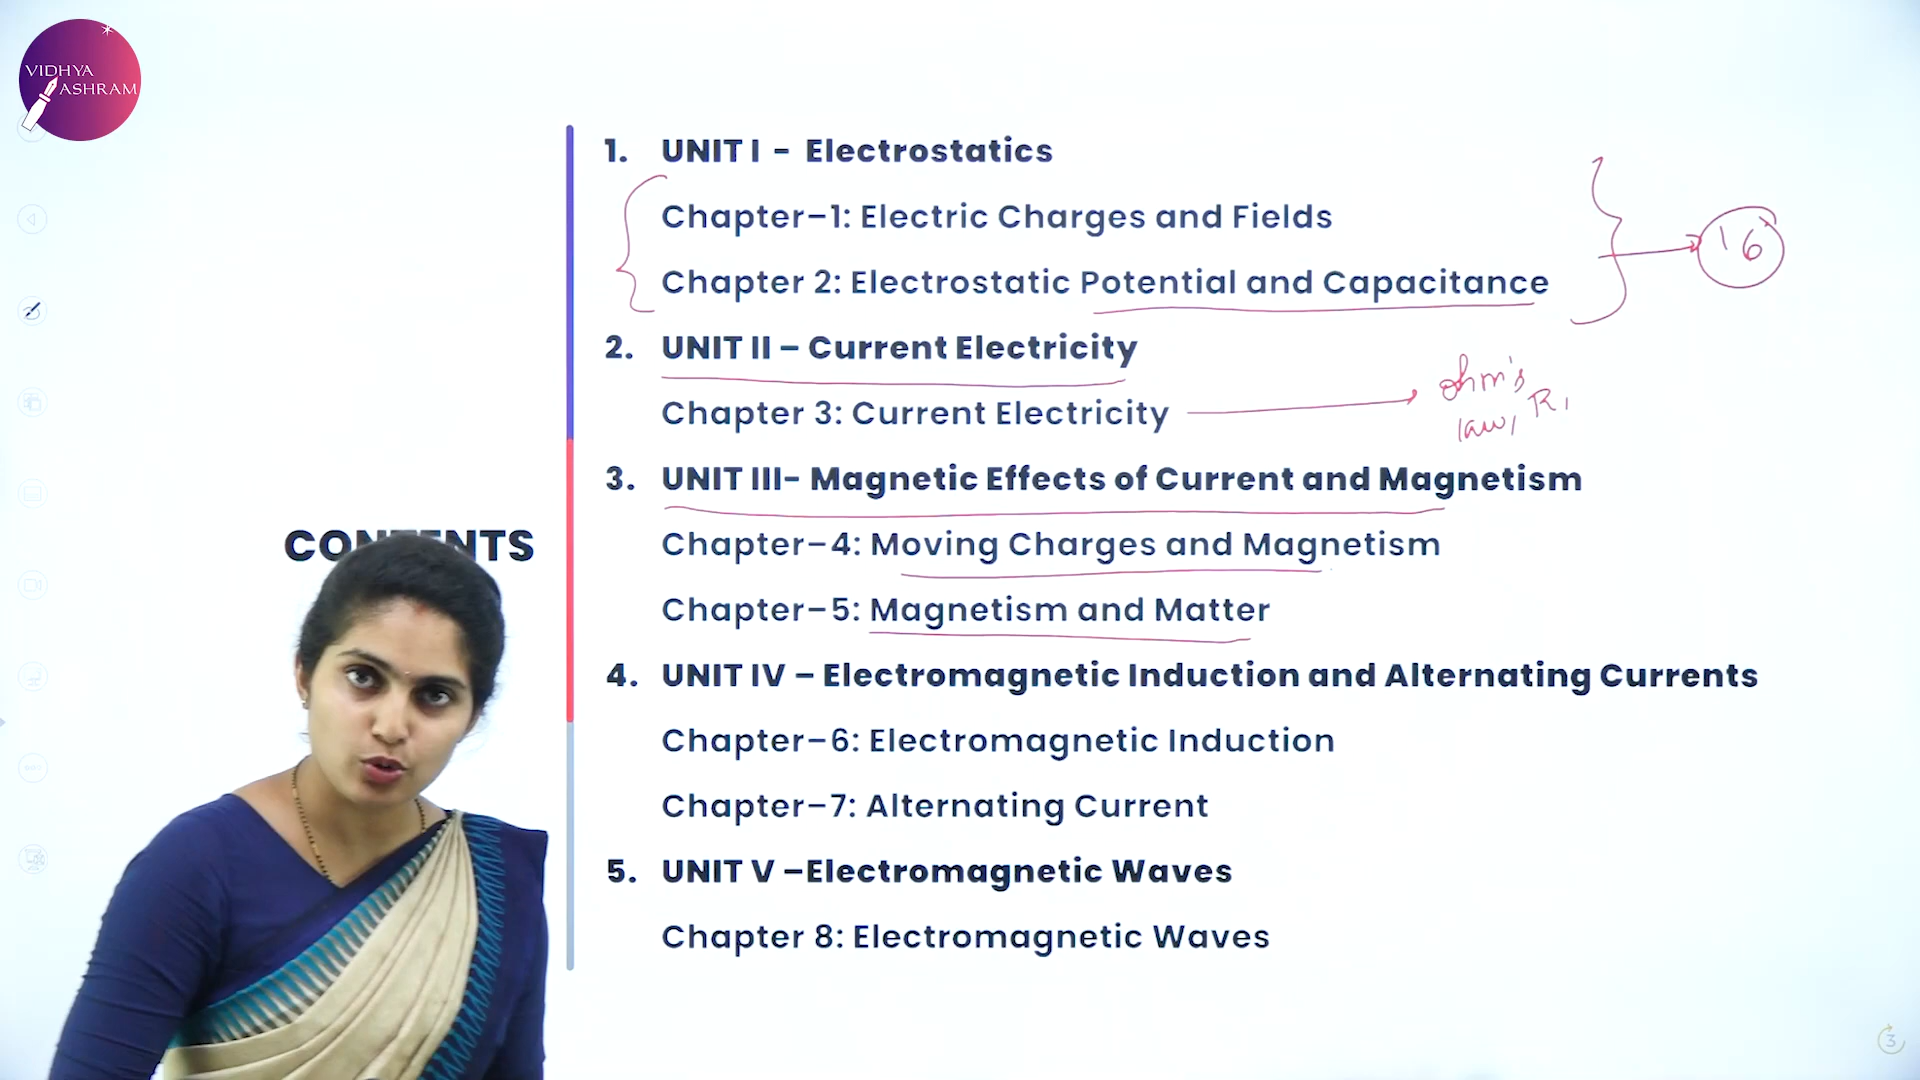 VIDHYA
ASHRAM
1. UNIT I - Electrostatics
Chapter-1: Electric Charges and Fields
Chapter 2: Electrostatic Potential and Capacitance
16
2. UNIT II – Current Electricity
Chapter 3: Current Electricity
ohm's
law, R,
3. UNIT III- Magnetic Effects of Current and Magnetism
Chapter-4: Moving Charges and Magnetism
Chapter-5: Magnetism and Matter
4. UNIT IV – Electromagnetic Induction and Alternating Currents
Chapter-6: Electromagnetic Induction
Chapter-7: Alternating Current
5. UNIT V –Electromagnetic Waves
Chapter 8: Electromagnetic Waves
CONTENTS
3